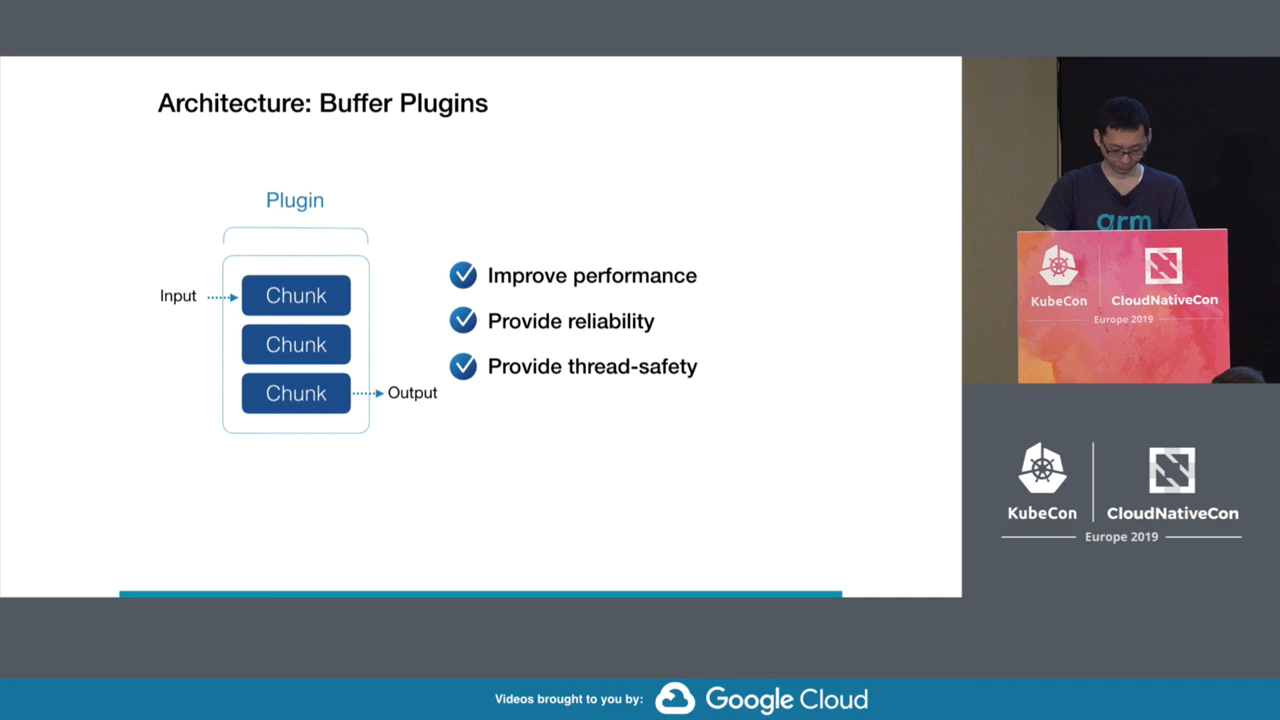 Architecture: Buffer Plugins
Plugin
Input
Chunk
Chunk
Chunk
Output
Improve performance
Provide reliability
Provide thread-safety
arm
KubeCon
CloudNativeCon
Europe 2019
KubeCon
CloudNativeCon
Europe 2019
Videos brought to you by:
Google Cloud